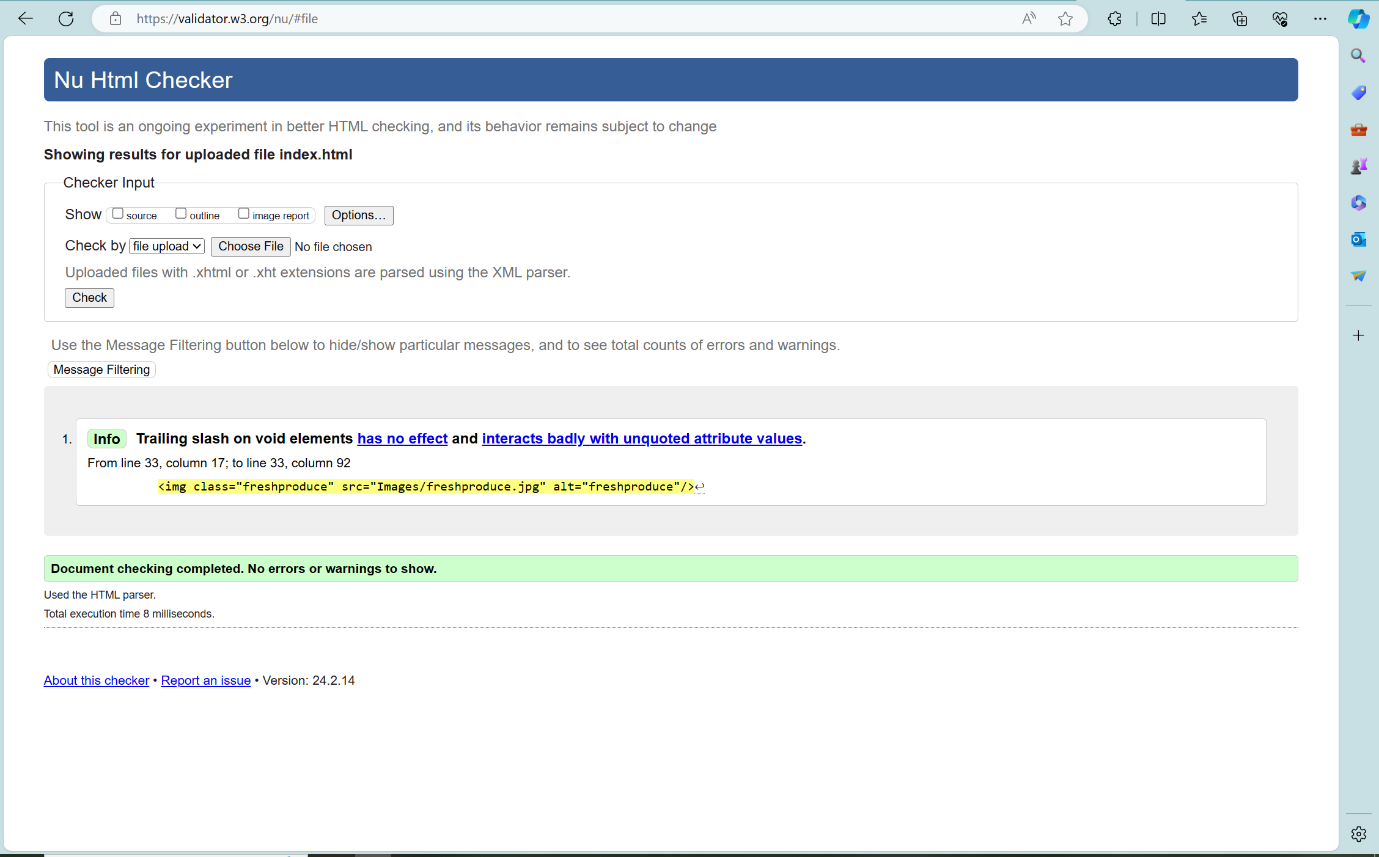 https://validator.w3.org/nu/#file
Nu Html Checker
This tool is an ongoing experiment in better HTML checking, and its behavior remains subject to change
Showing results for uploaded file index.html
Checker Input
Show source outline image report Options...
Check by file upload Choose File No file chosen
Uploaded files with .xhtml or .xht extensions are parsed using the XML parser.
Check
Use the Message Filtering button below to hide/show particular messages, and to see total counts of errors and warnings.
Message Filtering
1. Info Trailing slash on void elements has no effect and interacts badly with unquoted attribute values.
From line 33, column 17; to line 33, column 92
<img class="freshproduce" src="Images/freshproduce.jpg" alt="freshproduce"/>↩
Document checking completed. No errors or warnings to show.
Used the HTML parser.
Total execution time 8 milliseconds.
About this checker • Report an issue • Version: 24.2.14